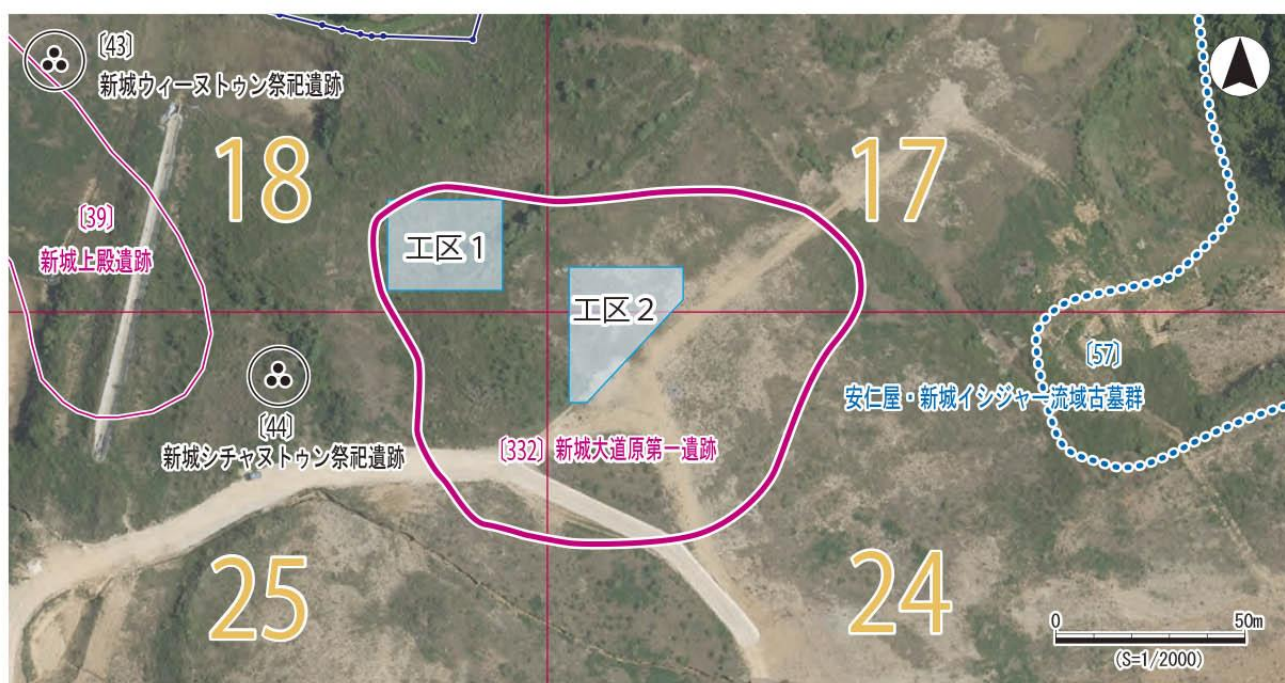 〔43〕
新城ウィーヌトゥン祭祀遺跡
18
17
〔39〕
新城上殿遺跡
工区1
工区2
〔57〕
安仁屋・新城イシジャー流域古墓群
〔44〕
新城シチャヌトゥン祭祀遺跡
〔332〕新城大道原第一遺跡
25
24
0 50m
(S=1/2000)